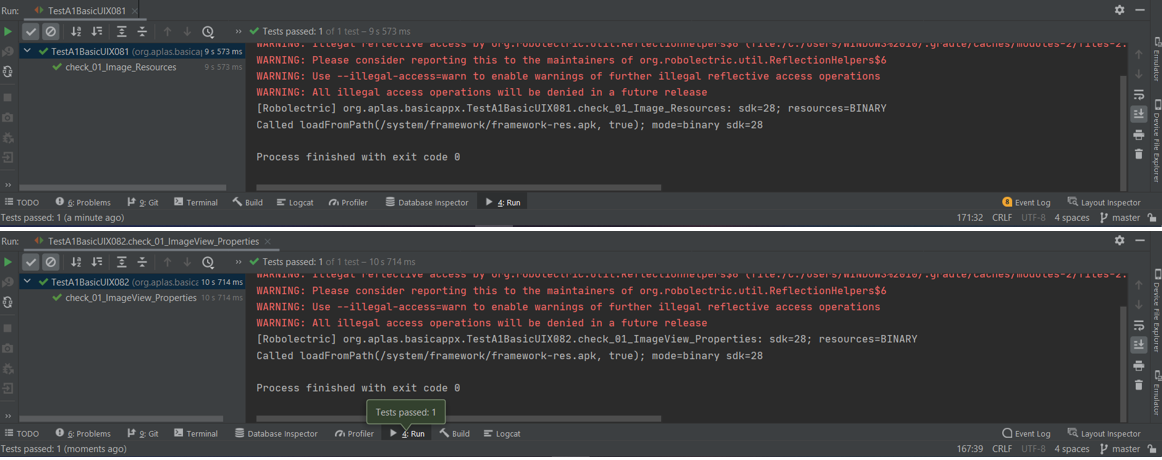 Run: TestA1BasicUIX081
Tests passed: 1 of 1 test – 9 s 573 ms
TestA1BasicUIX081 (org.aplas.basicap 9 s 573 ms
check_01_Image_Resources 9 s 573 ms
WARNING: Illegal reflective access by org.robolectric.util.ReflectionHelpers$6 (file:/C:/Users/WINDOWS%2010/.gradle/caches/modules-2/files-2.
WARNING: Please consider reporting this to the maintainers of org.robolectric.util.ReflectionHelpers$6
WARNING: Use --illegal-access=warn to enable warnings of further illegal reflective access operations
WARNING: All illegal access operations will be denied in a future release
[Robolectric] org.aplas.basicappx.TestA1BasicUIX081.check_01_Image_Resources: sdk=28; resources=BINARY
Called loadFromPath(/system/framework/framework-res.apk, true); mode=binary sdk=28
Process finished with exit code 0
Emulator
Device File Explorer
TODO 6: Problems 9: Git Terminal Build Logcat Profiler Database Inspector 4: Run 8 Event Log Layout Inspector
Tests passed: 1 (a minute ago) 171:32 CRLF UTF-8 4 spaces master
Run: TestA1BasicUIX082.check_01_ImageView_Properties
Tests passed: 1 of 1 test – 10 s 714 ms
TestA1BasicUIX082 (org.aplas.basica 10 s 714 ms
check_01_ImageView_Properties 10 s 714 ms
WARNING: Illegal reflective access by org.robolectric.util.ReflectionHelpers$6 (file:/C:/Users/WINDOWS%2010/.gradle/caches/modules-2/files-2.
WARNING: Please consider reporting this to the maintainers of org.robolectric.util.ReflectionHelpers$6
WARNING: Use --illegal-access=warn to enable warnings of further illegal reflective access operations
WARNING: All illegal access operations will be denied in a future release
[Robolectric] org.aplas.basicappx.TestA1BasicUIX082.check_01_ImageView_Properties: sdk=28; resources=BINARY
Called loadFromPath(/system/framework/framework-res.apk, true); mode=binary sdk=28
Process finished with exit code 0
Device File Explorer
Emulator
Tests passed: 1
TODO 6: Problems 9: Git Terminal Database Inspector Profiler 4: Run Build Logcat Event Log Layout Inspector
Tests passed: 1 (moments ago) 167:39 CRLF UTF-8 4 spaces master